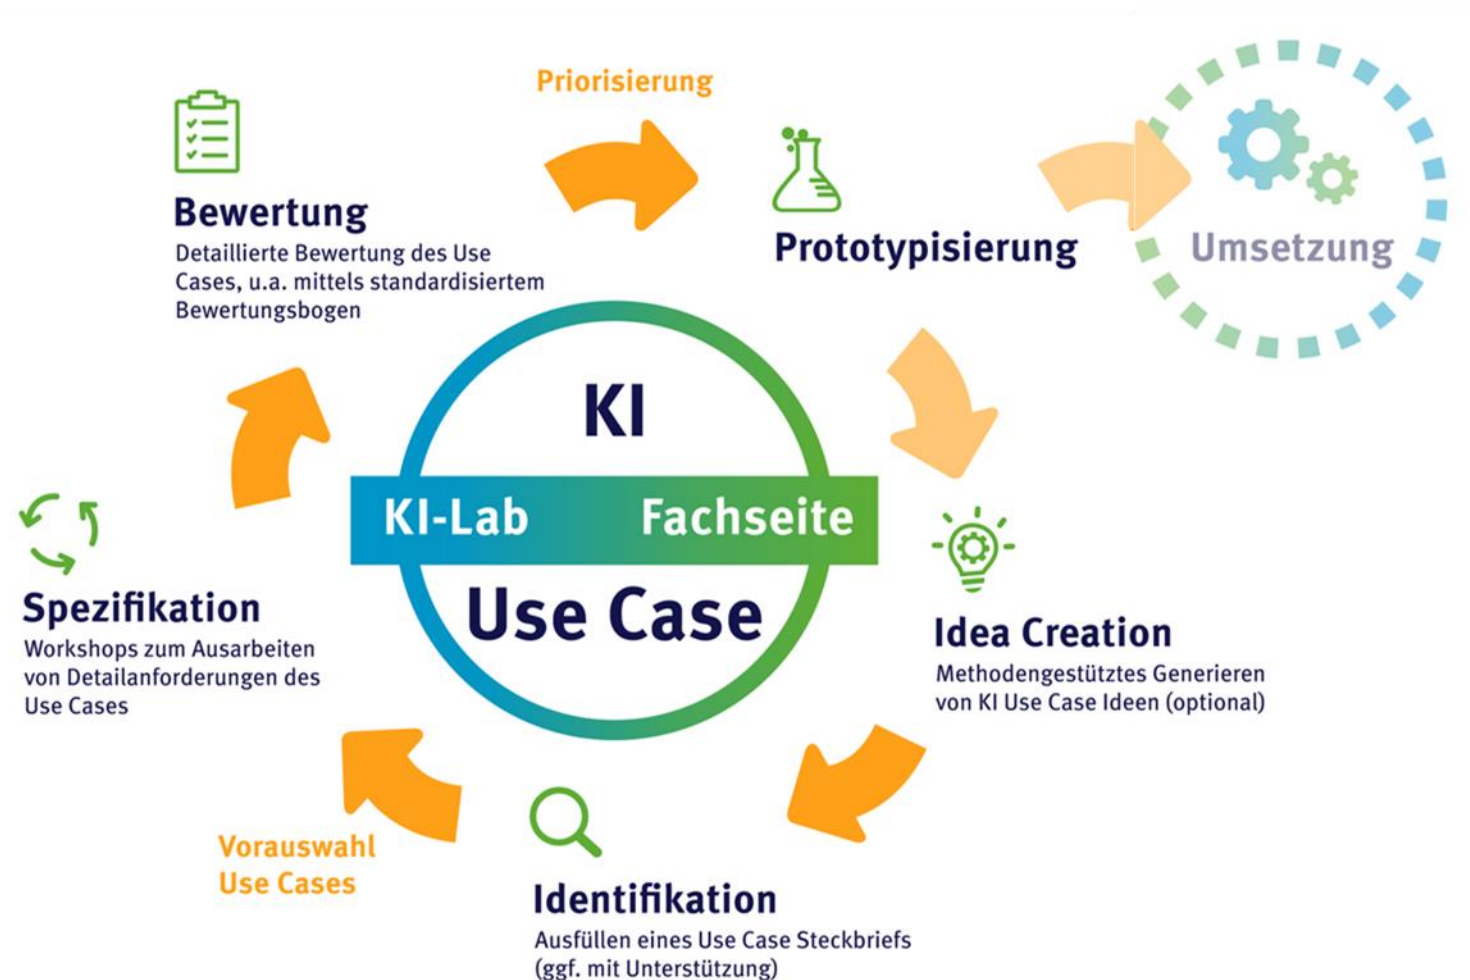 Priorisierung
Bewertung
Detaillierte Bewertung des Use
Cases, u.a. mittels standardisiertem
Bewertungsbogen
Prototypisierung
Umsetzung
KI
KI-Lab
Fachseite
Use Case
Spezifikation
Workshops zum Ausarbeiten
von Detailanforderungen des
Use Cases
Idea Creation
Methodengestütztes Generieren
von KI Use Case Ideen (optional)
Vorauswahl
Use Cases
Identifikation
Ausfüllen eines Use Case Steckbriefs
(ggf. mit Unterstützung)